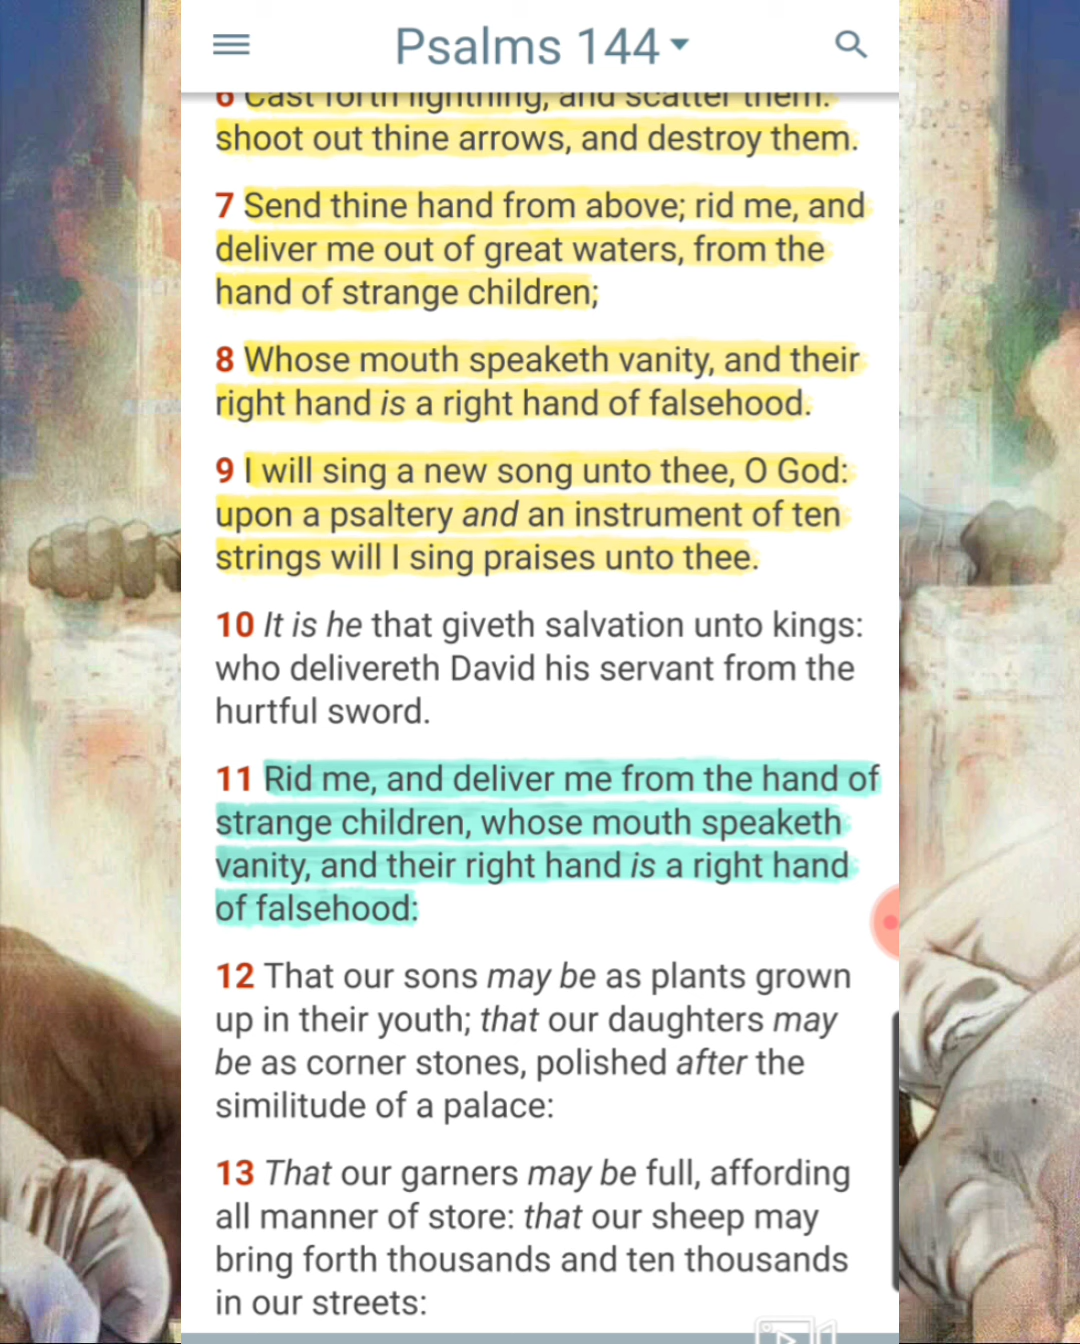 Psalms 144
6 Cast forth lightning, and scatter them:
shoot out thine arrows, and destroy them.
7 Send thine hand from above; rid me, and
deliver me out of great waters, from the
hand of strange children;
8 Whose mouth speaketh vanity, and their
right hand is a right hand of falsehood.
9 I will sing a new song unto thee, O God:
upon a psaltery and an instrument of ten
strings will I sing praises unto thee.
10 It is he that giveth salvation unto kings:
who delivereth David his servant from the
hurtful sword.
11 Rid me, and deliver me from the hand of
strange children, whose mouth speaketh
vanity, and their right hand is a right hand
of falsehood:
12 That our sons may be as plants grown
up in their youth; that our daughters may
be as corner stones, polished after the
similitude of a palace:
13 That our garners may be full, affording
all manner of store: that our sheep may
bring forth thousands and ten thousands
in our streets: